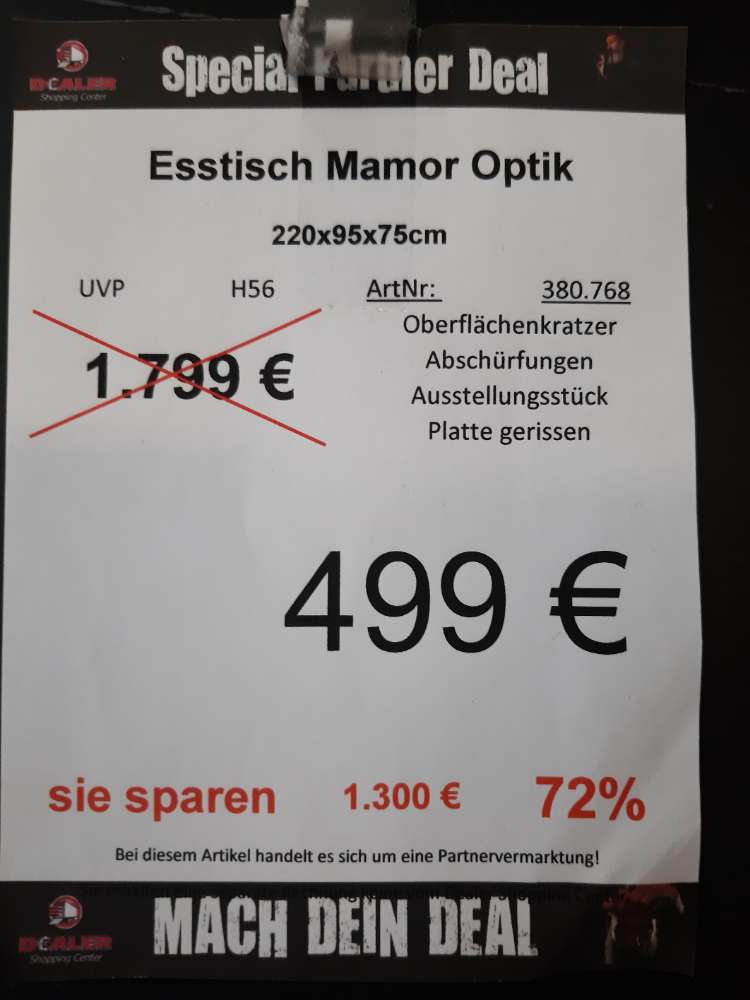 DEALER
Shopping Center
Special Partner Deal
Esstisch Mamor Optik
220x95x75cm
UVP H56 ArtNr: 380.768
Oberflächenkratzer
1.799 € Abschürfungen
Ausstellungsstück
Platte gerissen
499 €
sie sparen 1.300 € 72%
Bei diesem Artikel handelt es sich um eine Partnervermarktung!
DEALER
Shopping Center
MACH DEIN DEAL